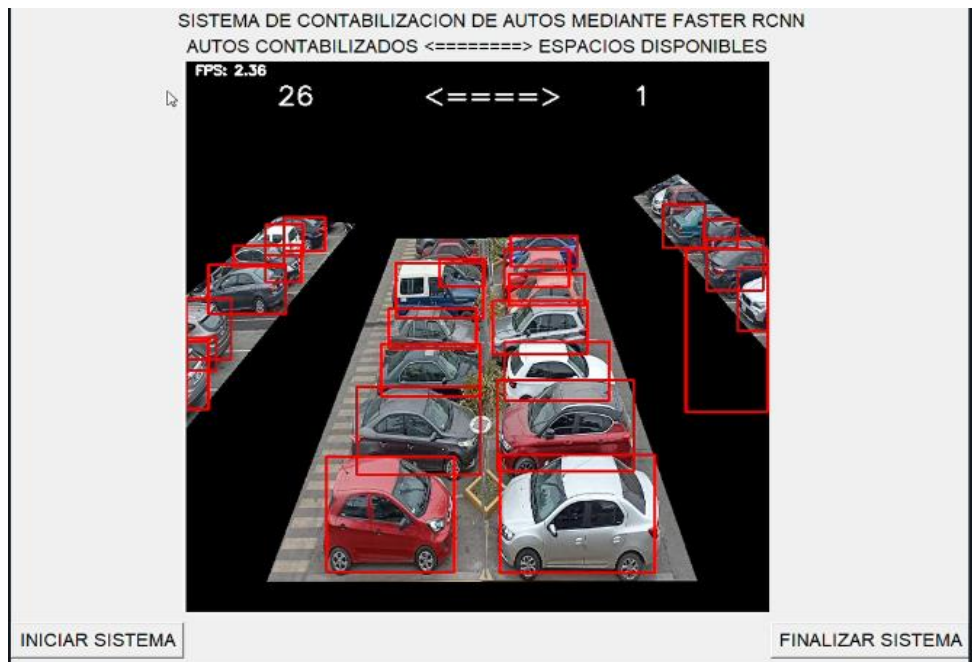 SISTEMA DE CONTABILIZACION DE AUTOS MEDIANTE FASTER RCNN
AUTOS CONTABILIZADOS <========> ESPACIOS DISPONIBLES
FPS: 2.36
26 <====> 1
INICIAR SISTEMA
FINALIZAR SISTEMA